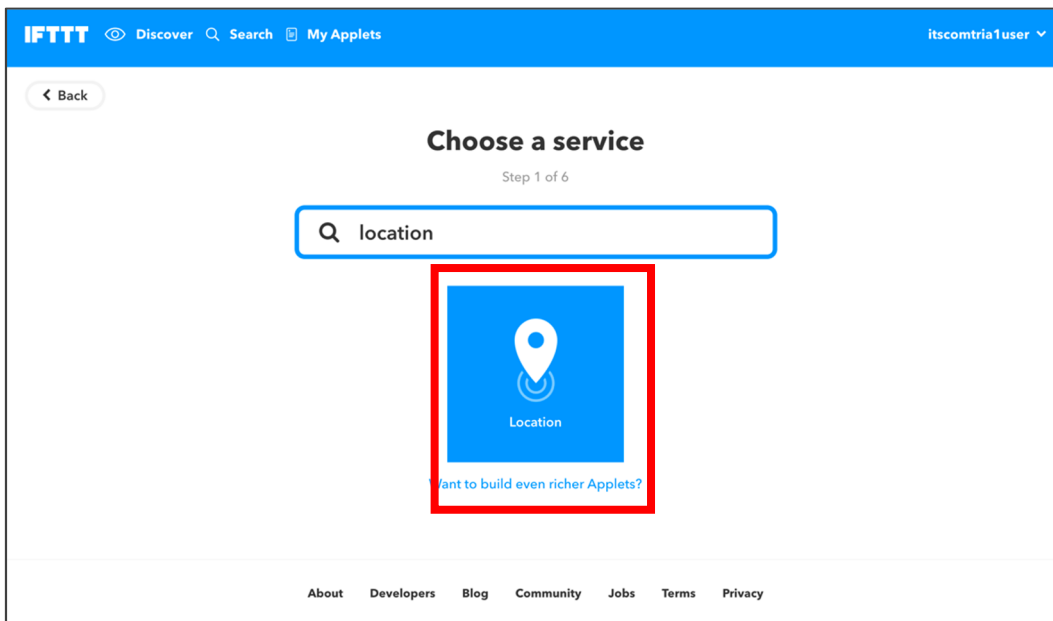 IFTTT Discover Search My Applets itscomtria1user
Back
Choose a service
Step 1 of 6
location
Location
Want to build even richer Applets?
About Developers Blog Community Jobs Terms Privacy